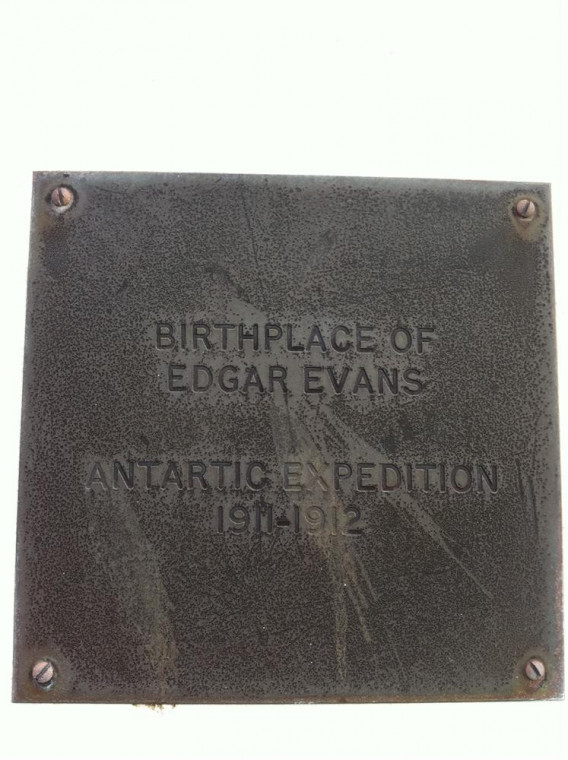 BIRTHPLACE OF
EDGAR EVANS
ANTARTIC EXPEDITION
1911-1912